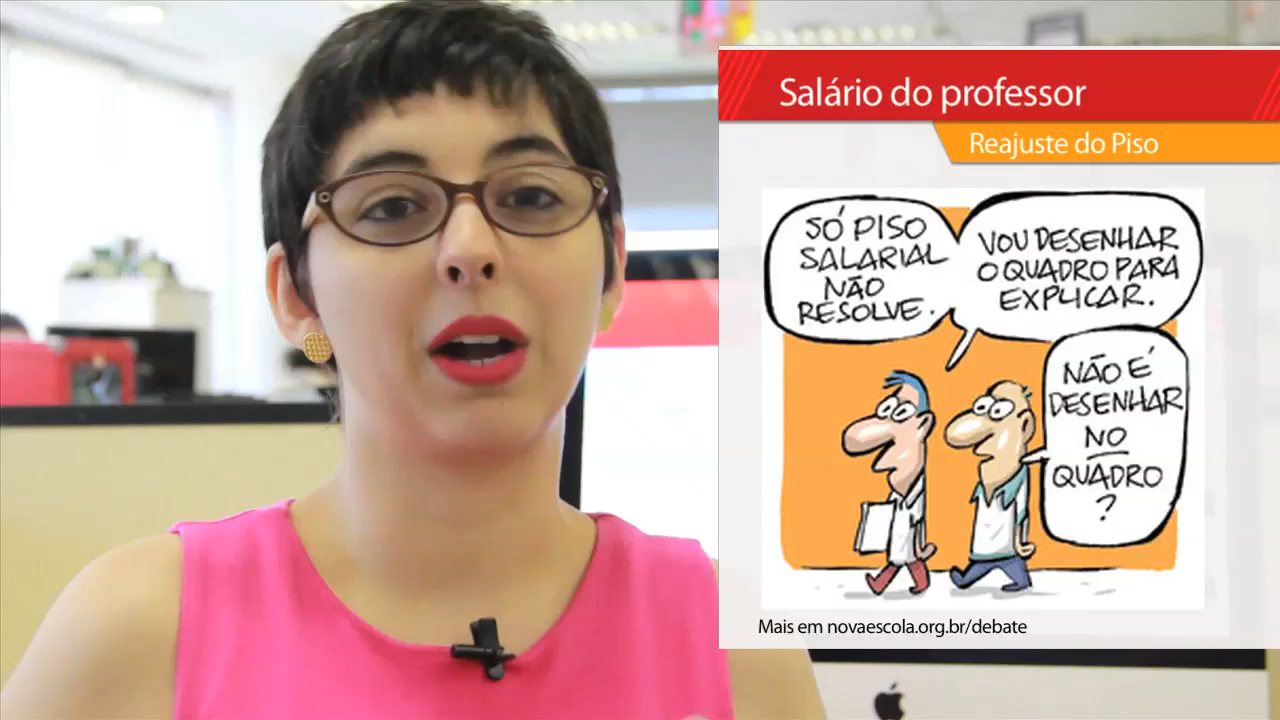 Salário do professor
Reajuste do Piso
SÓ PISO
SALARIAL
NÃO
RESOLVE.
VOU DESENHAR
O QUADRO PARA
EXPLICAR.
NÃO É
DESENHAR
NO
QUADRO
?
Mais em novaescola.org.br/debate